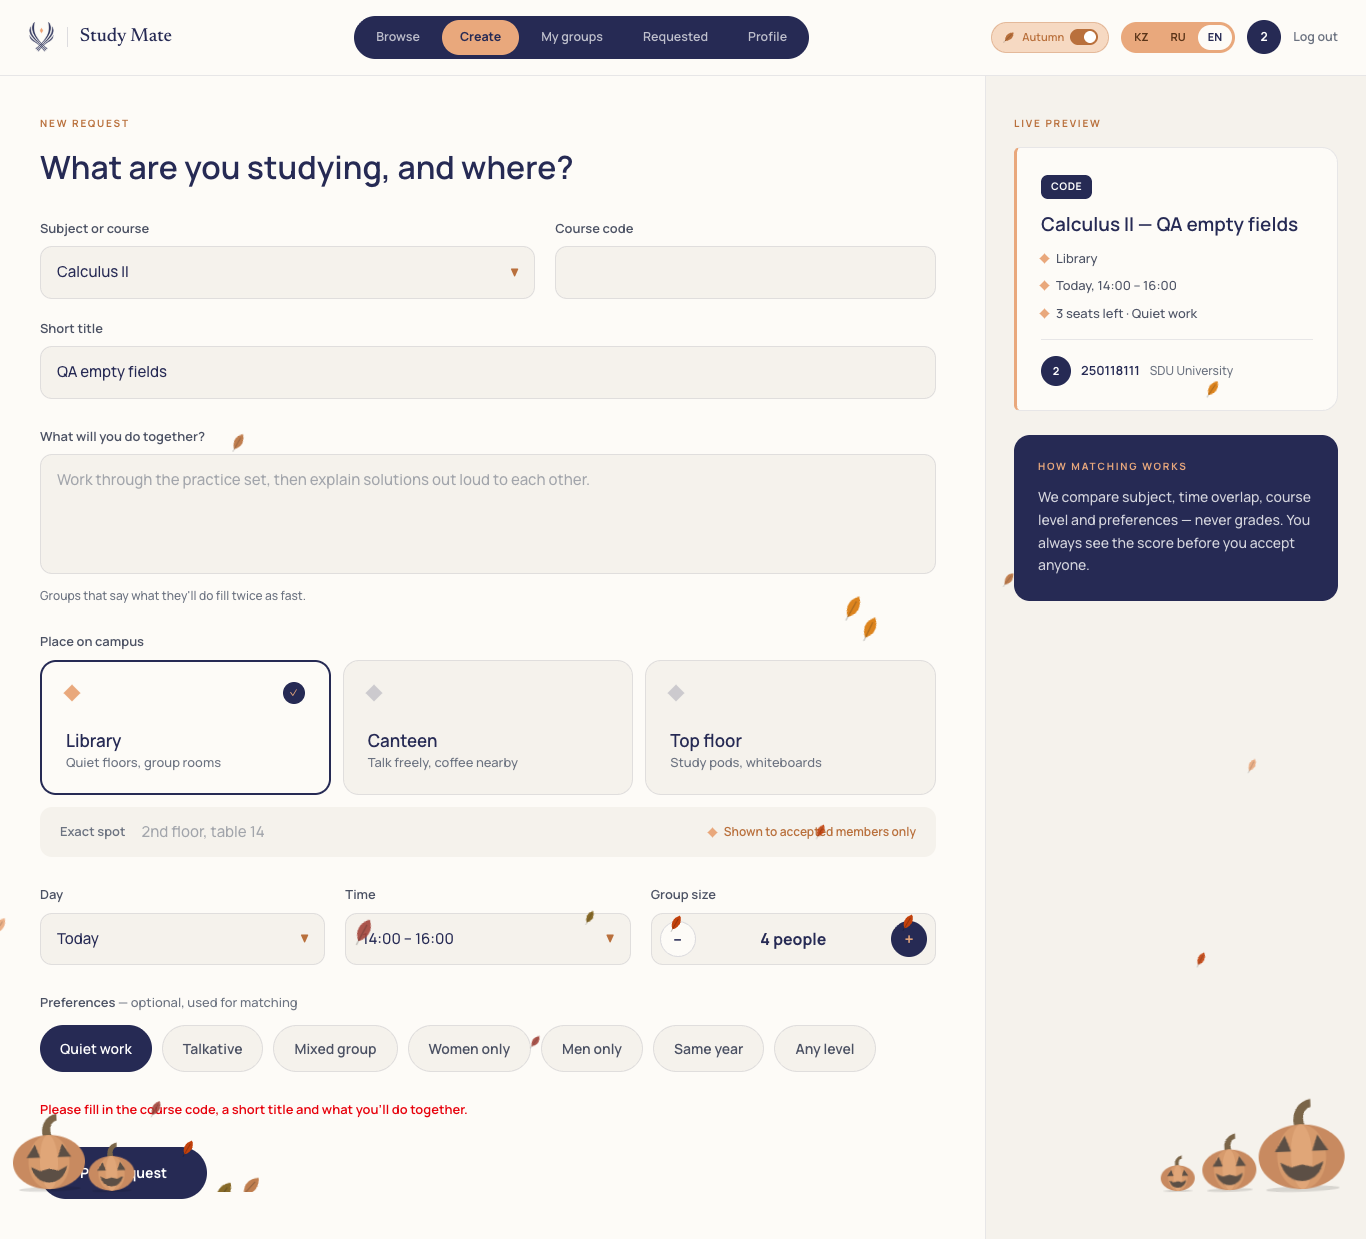 Study Mate
Browse
Create
My groups
Requested
Profile
Autumn
KZ
RU
EN
2
Log out
NEW REQUEST
What are you studying, and where?
Subject or course
Course code
Calculus II
Short title
QA empty fields
What will you do together?
Work through the practice set, then explain solutions out loud to each other.
Groups that say what they'll do fill twice as fast.
Place on campus
Library
Quiet floors, group rooms
Canteen
Talk freely, coffee nearby
Top floor
Study pods, whiteboards
Exact spot
2nd floor, table 14
Shown to accepted members only
Day
Time
Group size
Today
14:00 – 16:00
–
4 people
+
Preferences — optional, used for matching
Quiet work
Talkative
Mixed group
Women only
Men only
Same year
Any level
Please fill in the course code, a short title and what you'll do together.
LIVE PREVIEW
CODE
Calculus II — QA empty fields
Library
Today, 14:00 – 16:00
3 seats left · Quiet work
2
250118111
SDU University
HOW MATCHING WORKS
We compare subject, time overlap, course
level and preferences — never grades. You
always see the score before you accept
anyone.